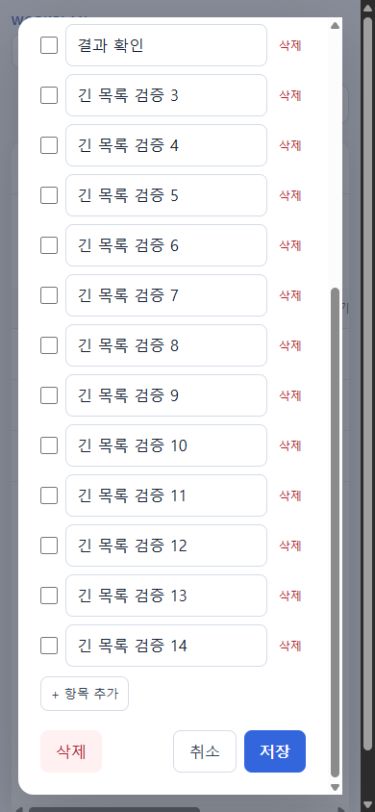 결과 확인 삭제
긴 목록 검증 3 삭제
긴 목록 검증 4 삭제
긴 목록 검증 5 삭제
긴 목록 검증 6 삭제
긴 목록 검증 7 삭제
긴 목록 검증 8 삭제
긴 목록 검증 9 삭제
긴 목록 검증 10 삭제
긴 목록 검증 11 삭제
긴 목록 검증 12 삭제
긴 목록 검증 13 삭제
긴 목록 검증 14 삭제
+ 항목 추가
삭제 취소 저장